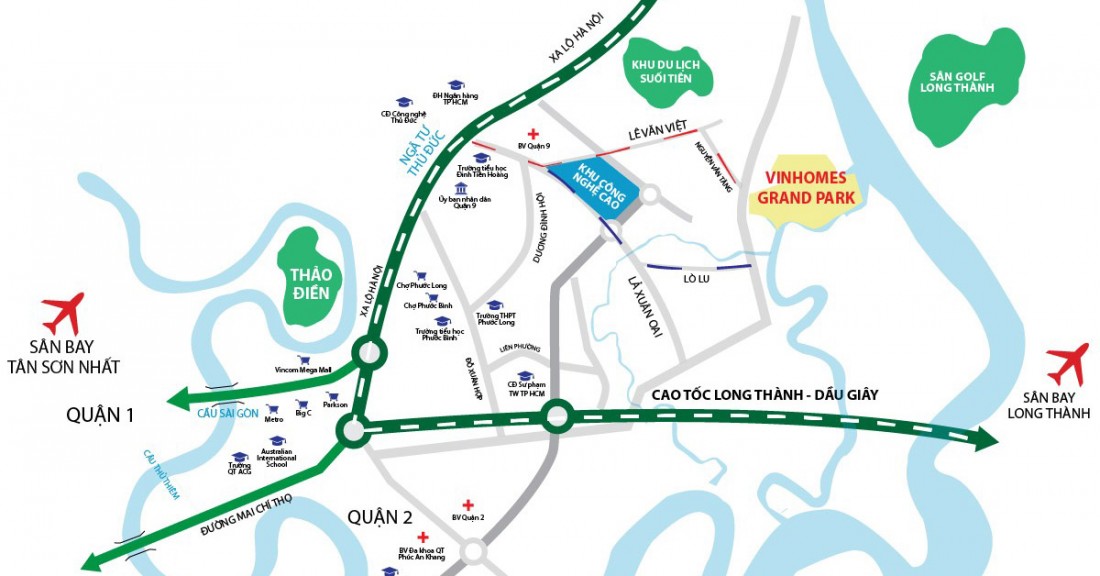 XA LỘ HÀ NỘI
KHU DU LỊCH
SUỐI TIÊN
SÂN GOLF
LONG THÀNH
ĐH Ngân hàng
TP HCM
CĐ Công nghệ
Thủ Đức
NGÃ TƯ
THỦ ĐỨC
BV Quận 9
LÊ VĂN VIỆT
NGUYỄN VĂN TĂNG
Trường tiểu học
Đinh Tiên Hoàng
KHU CÔNG
NGHỆ CAO
VINHOMES
GRAND PARK
Ủy ban nhân dân
Quận 9
DƯƠNG ĐÌNH HỘI
THẢO
ĐIỀN
XA LỘ HÀ NỘI
Chợ Phước Long
LÒ LU
LÃ XUÂN OAI
Chợ Phước Bình
Trường THPT
Phước Long
Trường tiểu học
Phước Bình
SÂN BAY
TÂN SƠN NHẤT
LIÊN PHƯỜNG
ĐỖ XUÂN HỢP
Vincom Mega Mall
CĐ Sư phạm
TW TP HCM
CAO TỐC LONG THÀNH - DẦU GIÂY
SÂN BAY
LONG THÀNH
QUẬN 1
CẦU SÀI GÒN
Metro
Big C
Parkson
CẦU THỦ THIÊM
Trường
QT ACG
Australian
International
School
ĐƯỜNG MAI CHÍ THỌ
QUẬN 2
BV Quận 2
BV Đa khoa QT
Phúc An Khang